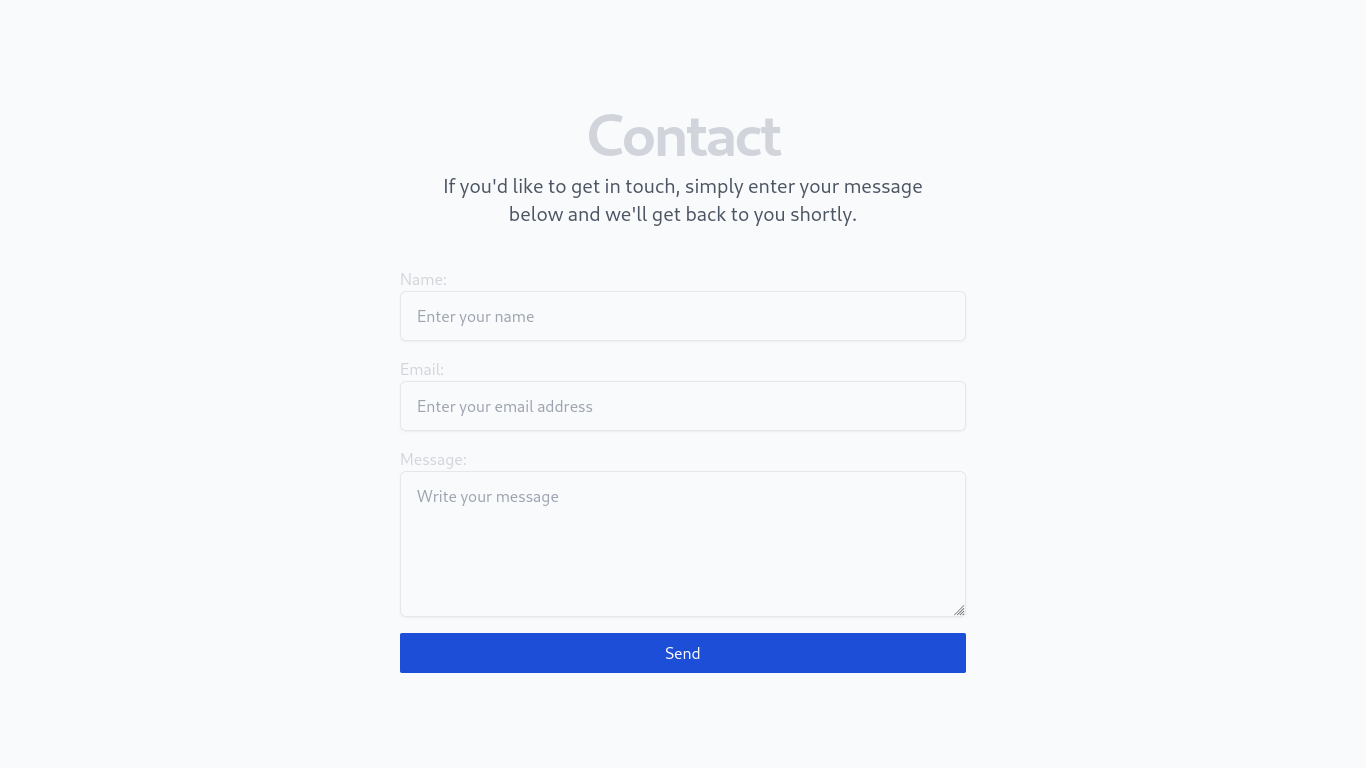 Contact
If you'd like to get in touch, simply enter your message
below and we'll get back to you shortly.
Name:
Enter your name
Email:
Enter your email address
Message:
Write your message
Send